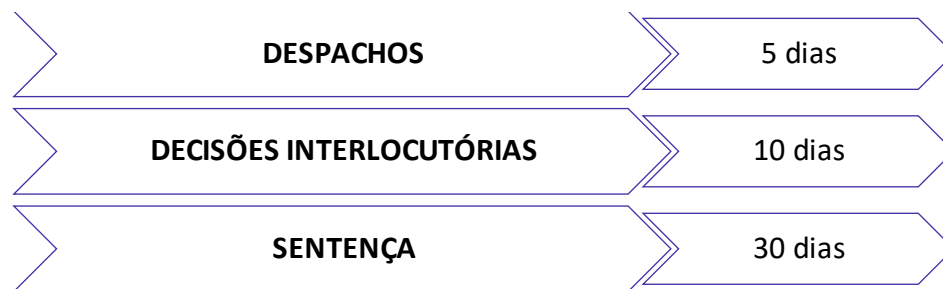 DESPACHOS 5 dias
DECISÕES INTERLOCUTÓRIAS 10 dias
SENTENÇA 30 dias